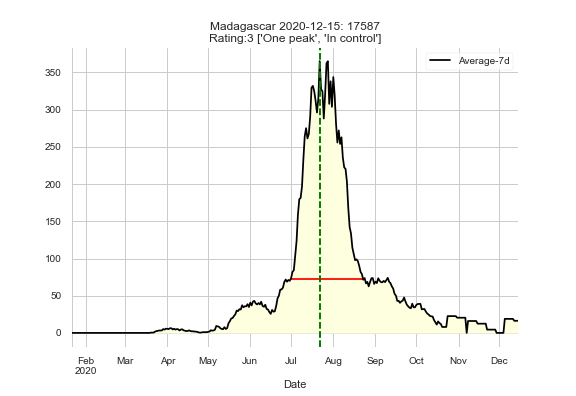 Madagascar 2020-12-15: 17587
Rating:3 ['One peak', 'In control']
Average-7d
350
300
250
200
150
100
50
0
Feb Mar Apr May Jun Jul Aug Sep Oct Nov Dec
2020
Date